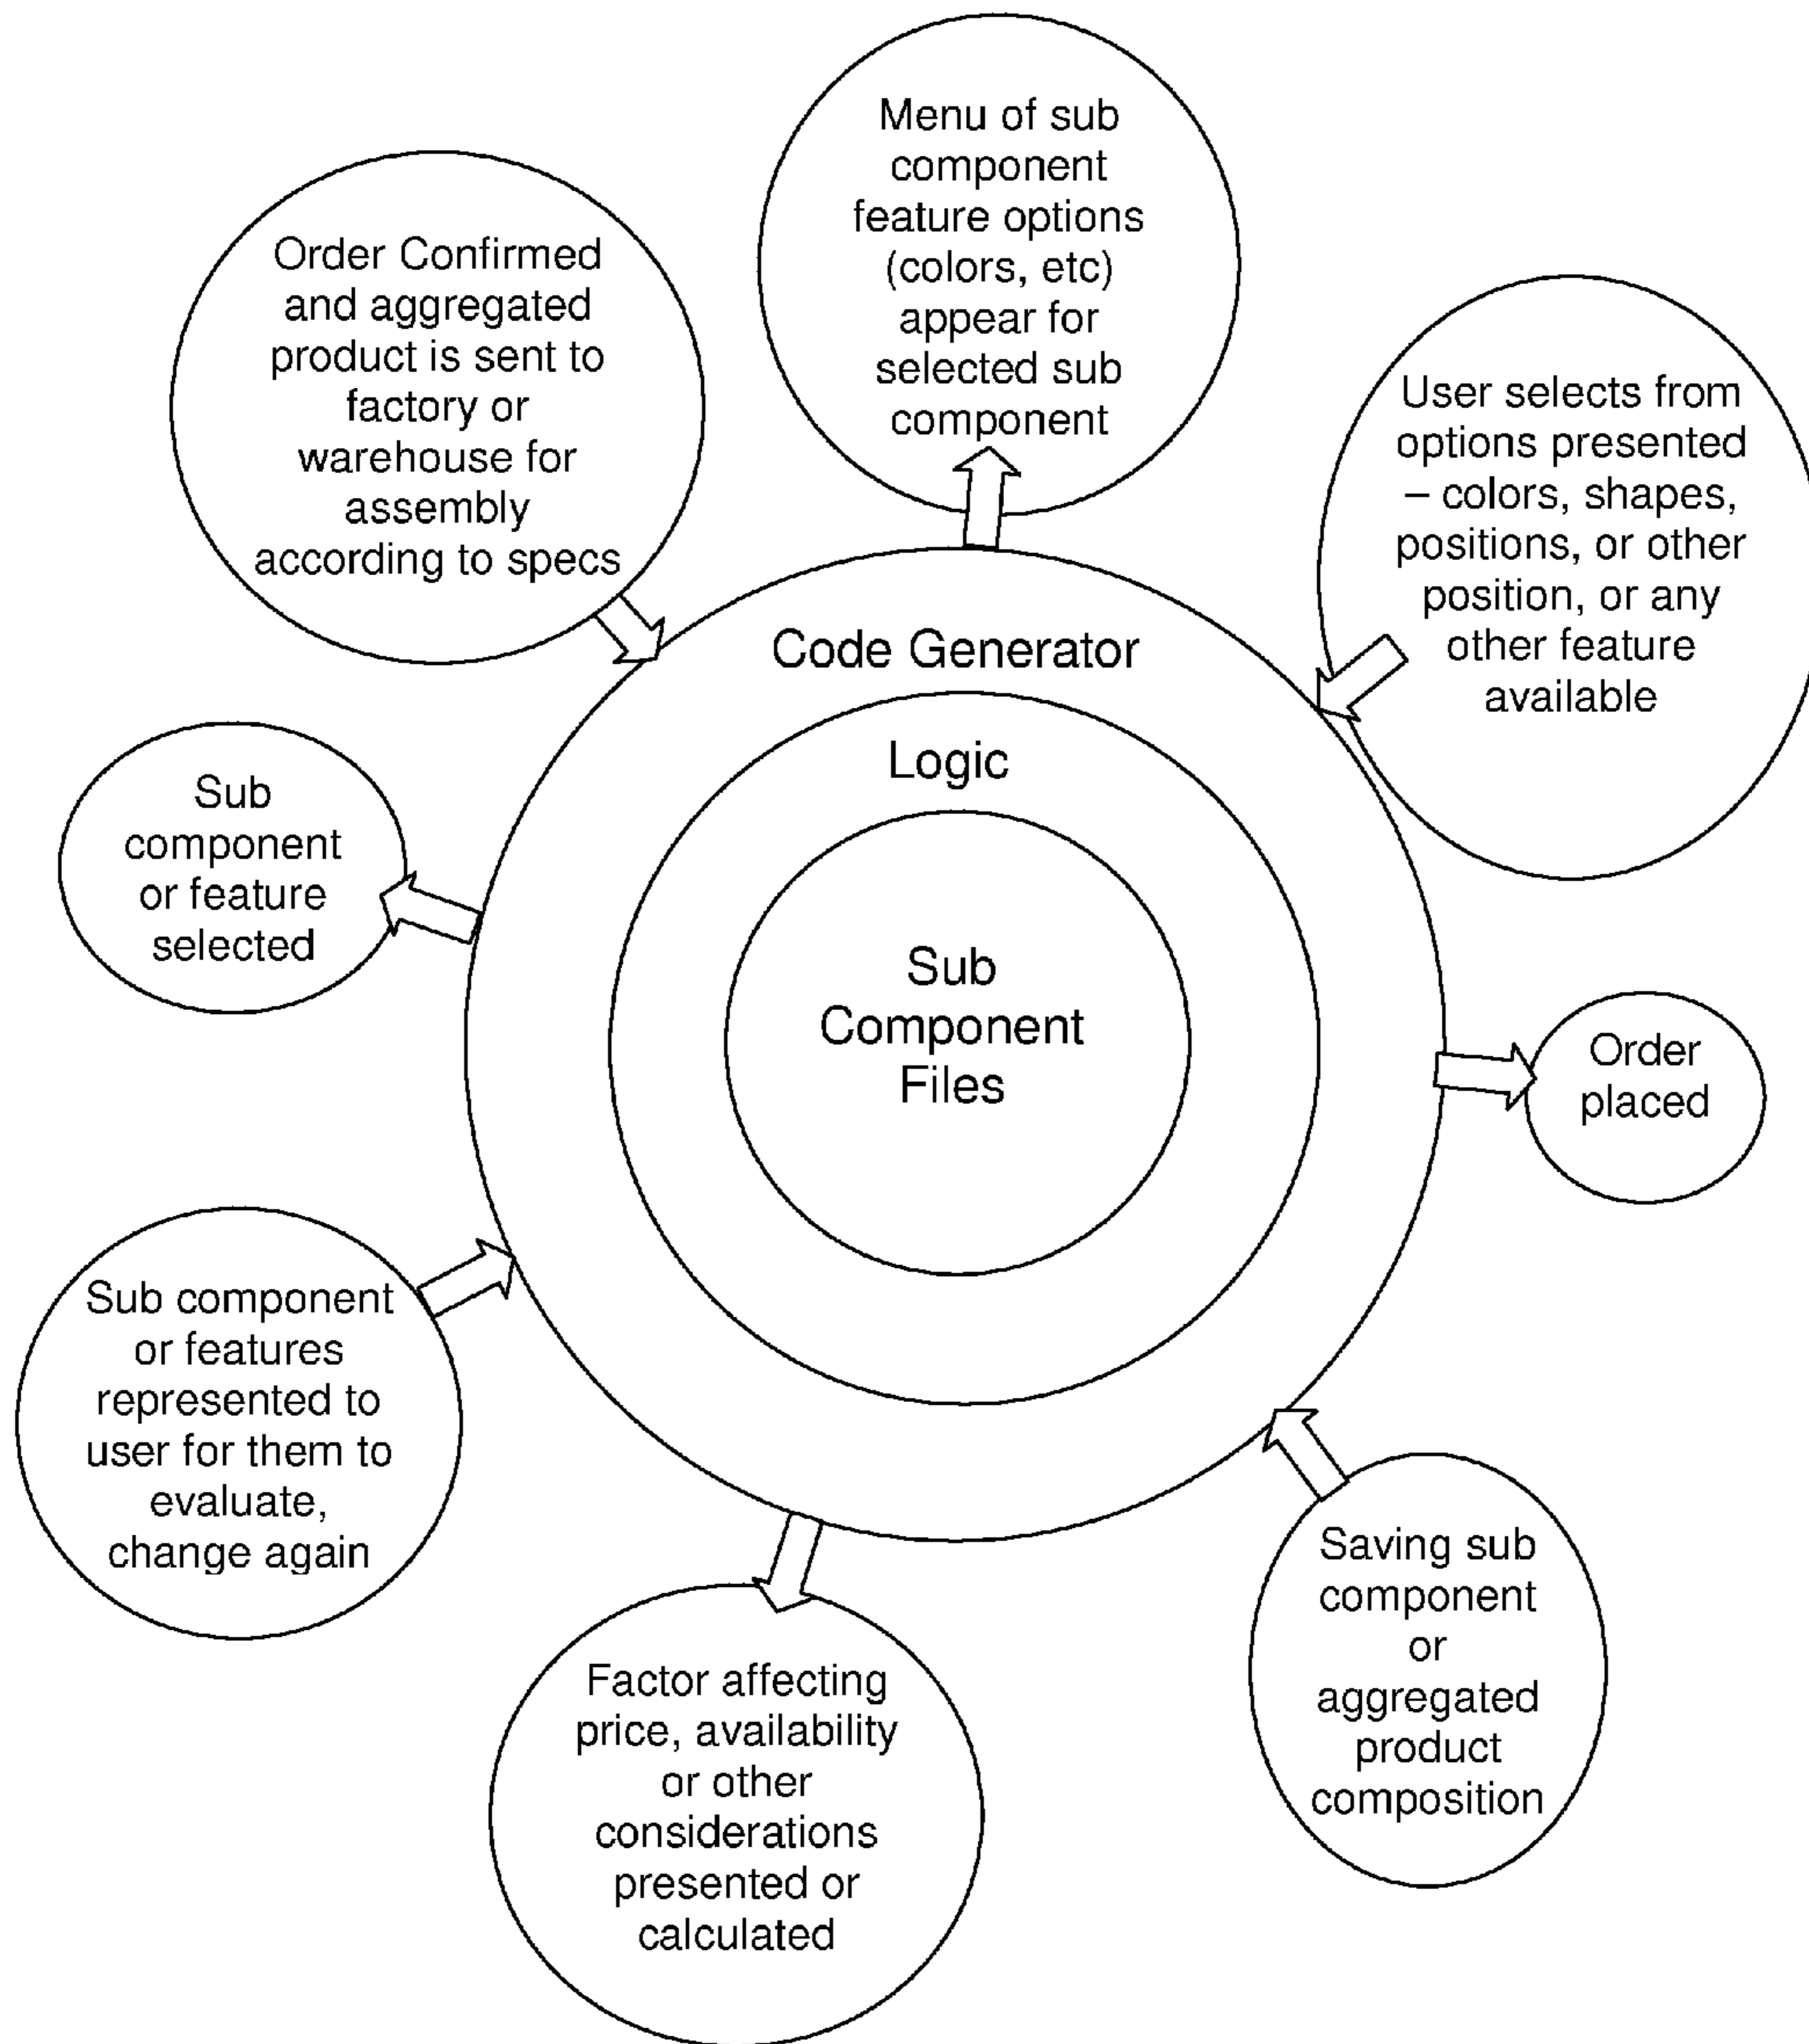 Menu of sub
component
feature options
(colors, etc)
appear for
selected sub
component
Order Confirmed
and aggregated
product is sent to
factory or
warehouse for
assembly
according to specs
User selects from
options presented
– colors, shapes,
positions, or other
position, or any
other feature
available
Code Generator
Logic
Sub
Component
Files
Sub
component
or feature
selected
Order
placed
Sub component
or features
represented to
user for them to
evaluate,
change again
Saving sub
component
or
aggregated
product
composition
Factor affecting
price, availability
or other
considerations
presented or
calculated